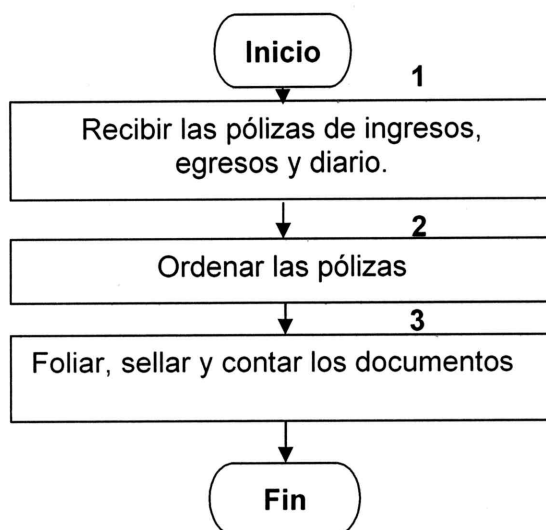 Inicio
1
Recibir las pólizas de ingresos,
egresos y diario.
2
Ordenar las pólizas
3
Foliar, sellar y contar los documentos
Fin